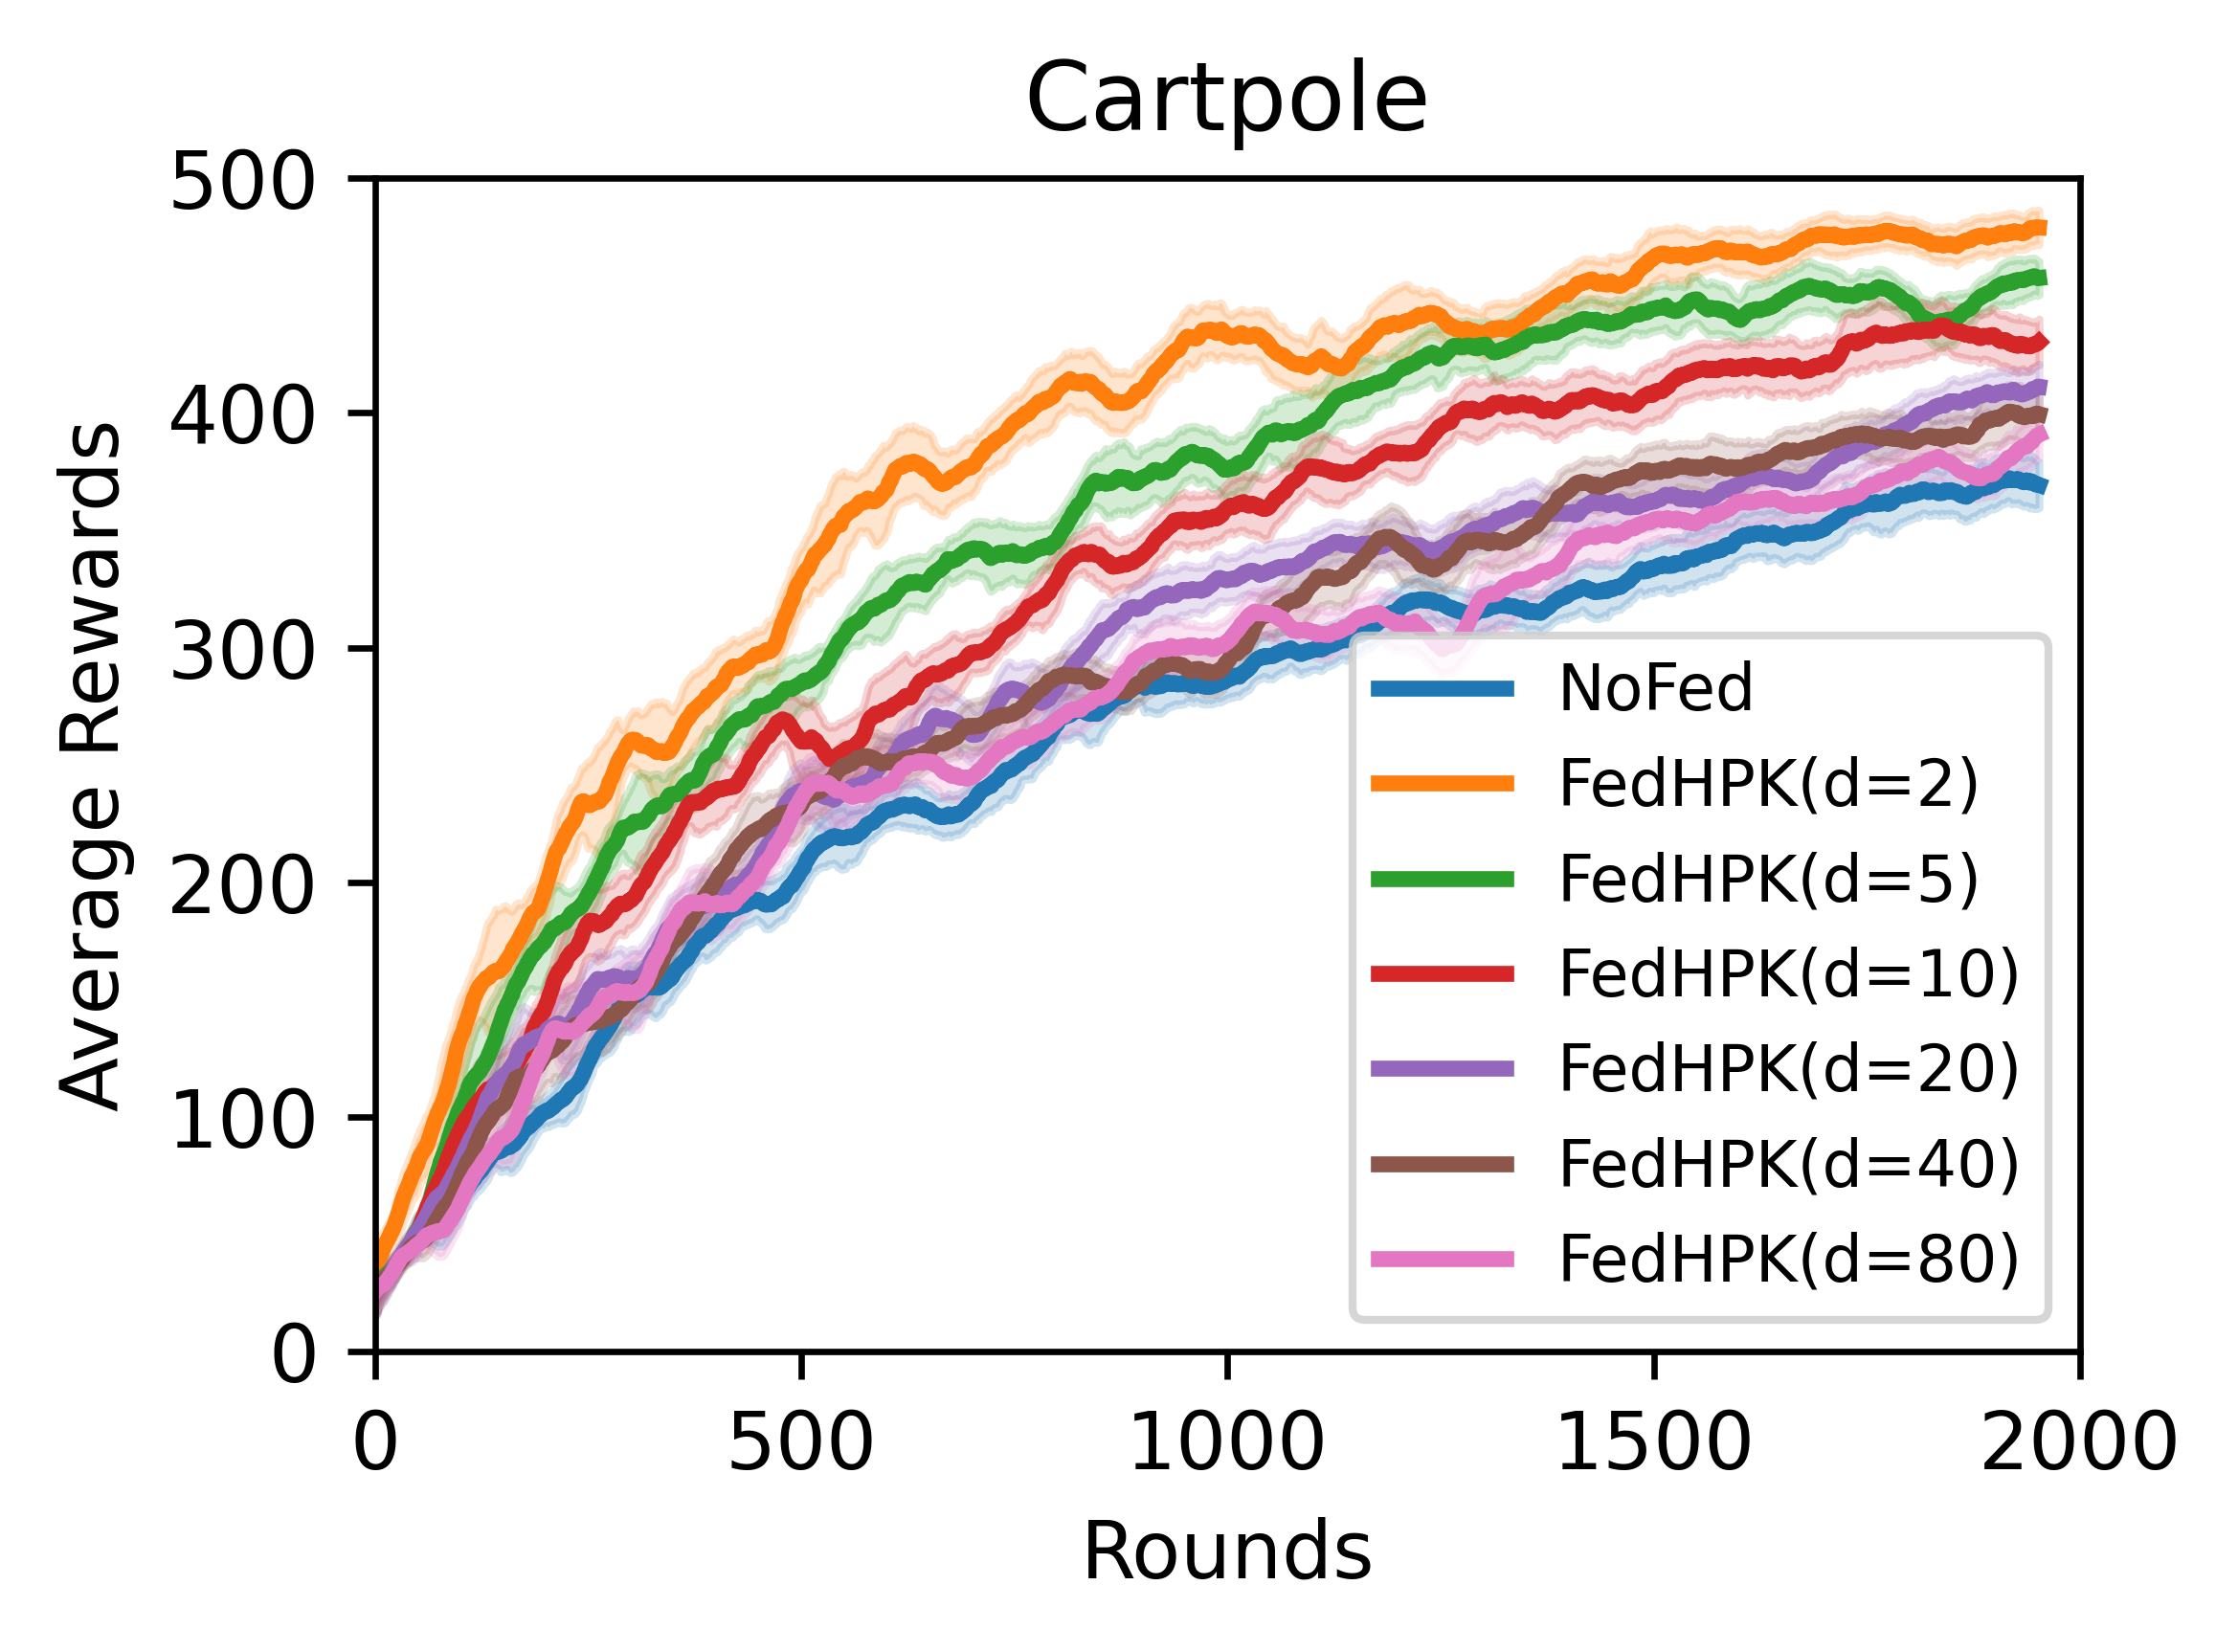 Cartpole
Average Rewards
500
400
300
200
100
0
NoFed
FedHPK(d=2)
FedHPK(d=5)
FedHPK(d=10)
FedHPK(d=20)
FedHPK(d=40)
FedHPK(d=80)
0 500 1000 1500 2000
Rounds